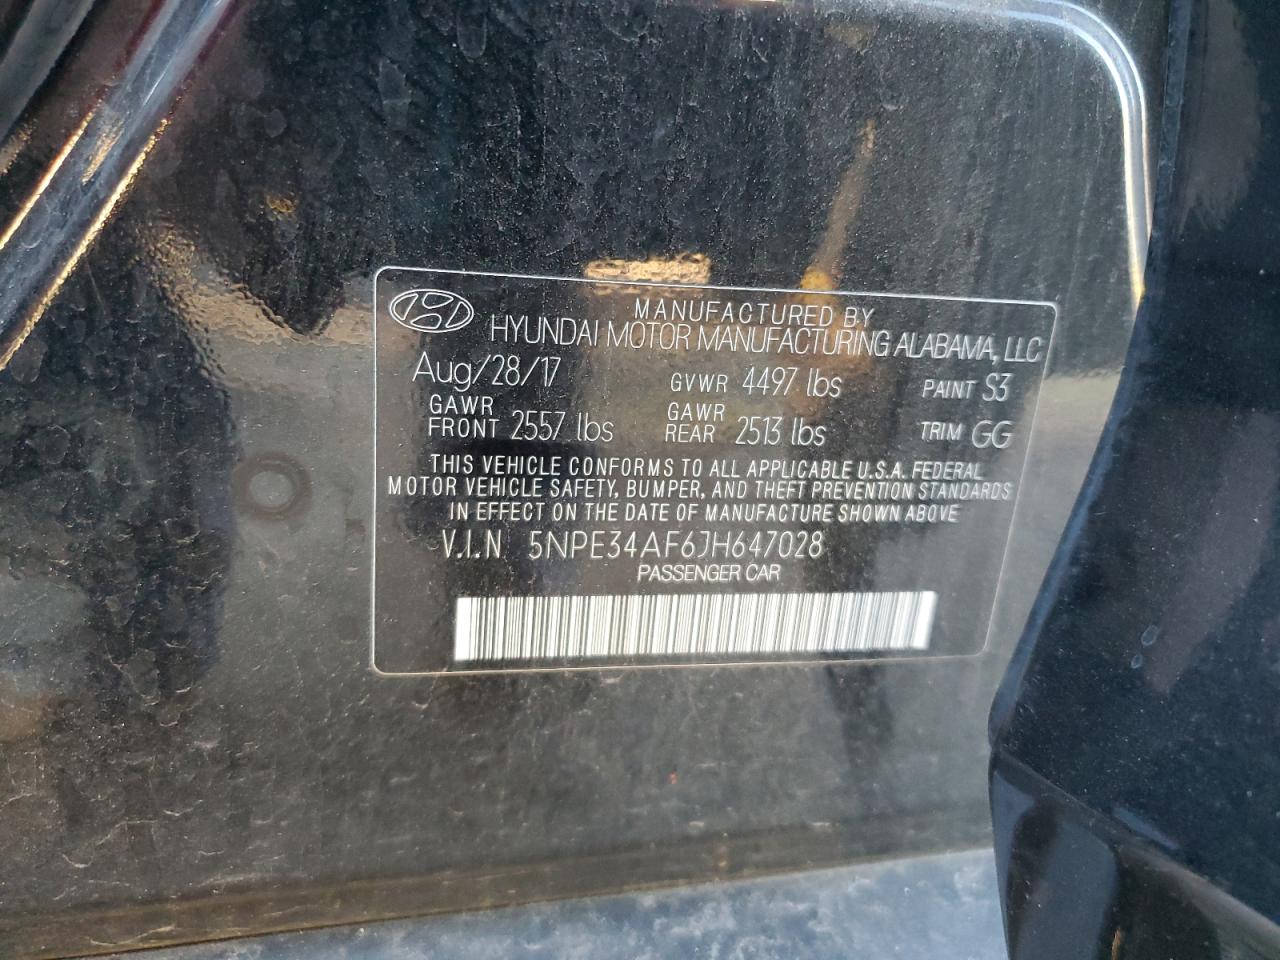 MANUFACTURED BY
HYUNDAI MOTOR MANUFACTURING ALABAMA, LLC
Aug/28/17 GVWR 4497 lbs PAINT S3
GAWR FRONT 2557 lbs GAWR REAR 2513 lbs TRIM GG
THIS VEHICLE CONFORMS TO ALL APPLICABLE U.S.A. FEDERAL
MOTOR VEHICLE SAFETY, BUMPER, AND THEFT PREVENTION STANDARDS
IN EFFECT ON THE DATE OF MANUFACTURE SHOWN ABOVE
V.I.N 5NPE34AF6JH647028
PASSENGER CAR